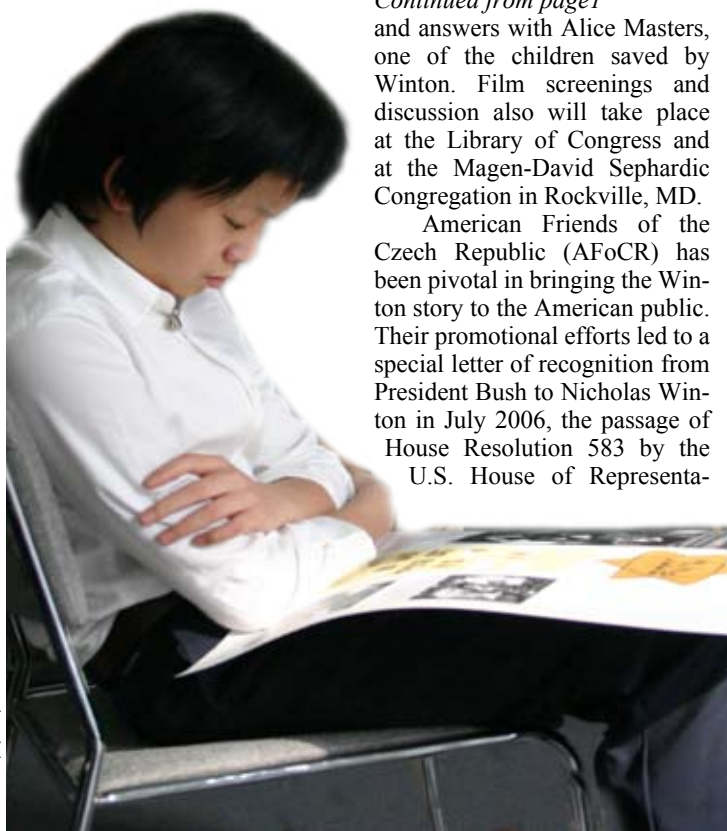 Continued from page1
and answers with Alice Masters,
one of the children saved by
Winton. Film screenings and
discussion also will take place
at the Library of Congress and
at the Magen-David Sephardic
Congregation in Rockville, MD.
American Friends of the
Czech Republic (AFoCR) has
been pivotal in bringing the Win-
ton story to the American public.
Their promotional efforts led to a
special letter of recognition from
President Bush to Nicholas Win-
ton in July 2006, the passage of
House Resolution 583 by the
U.S. House of Representa-